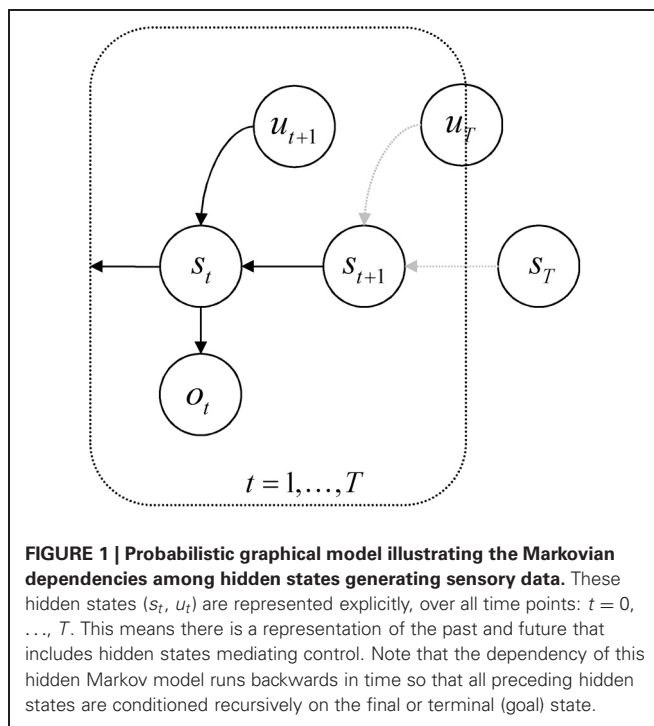 u_{t+1}
u_T
s_t
s_{t+1}
s_T
o_t
t = 1,…,T
FIGURE 1 | Probabilistic graphical model illustrating the Markovian
dependencies among hidden states generating sensory data. These
hidden states (s_t, u_t) are represented explicitly, over all time points: t = 0,
…, T. This means there is a representation of the past and future that
includes hidden states mediating control. Note that the dependency of this
hidden Markov model runs backwards in time so that all preceding hidden
states are conditioned recursively on the final or terminal (goal) state.